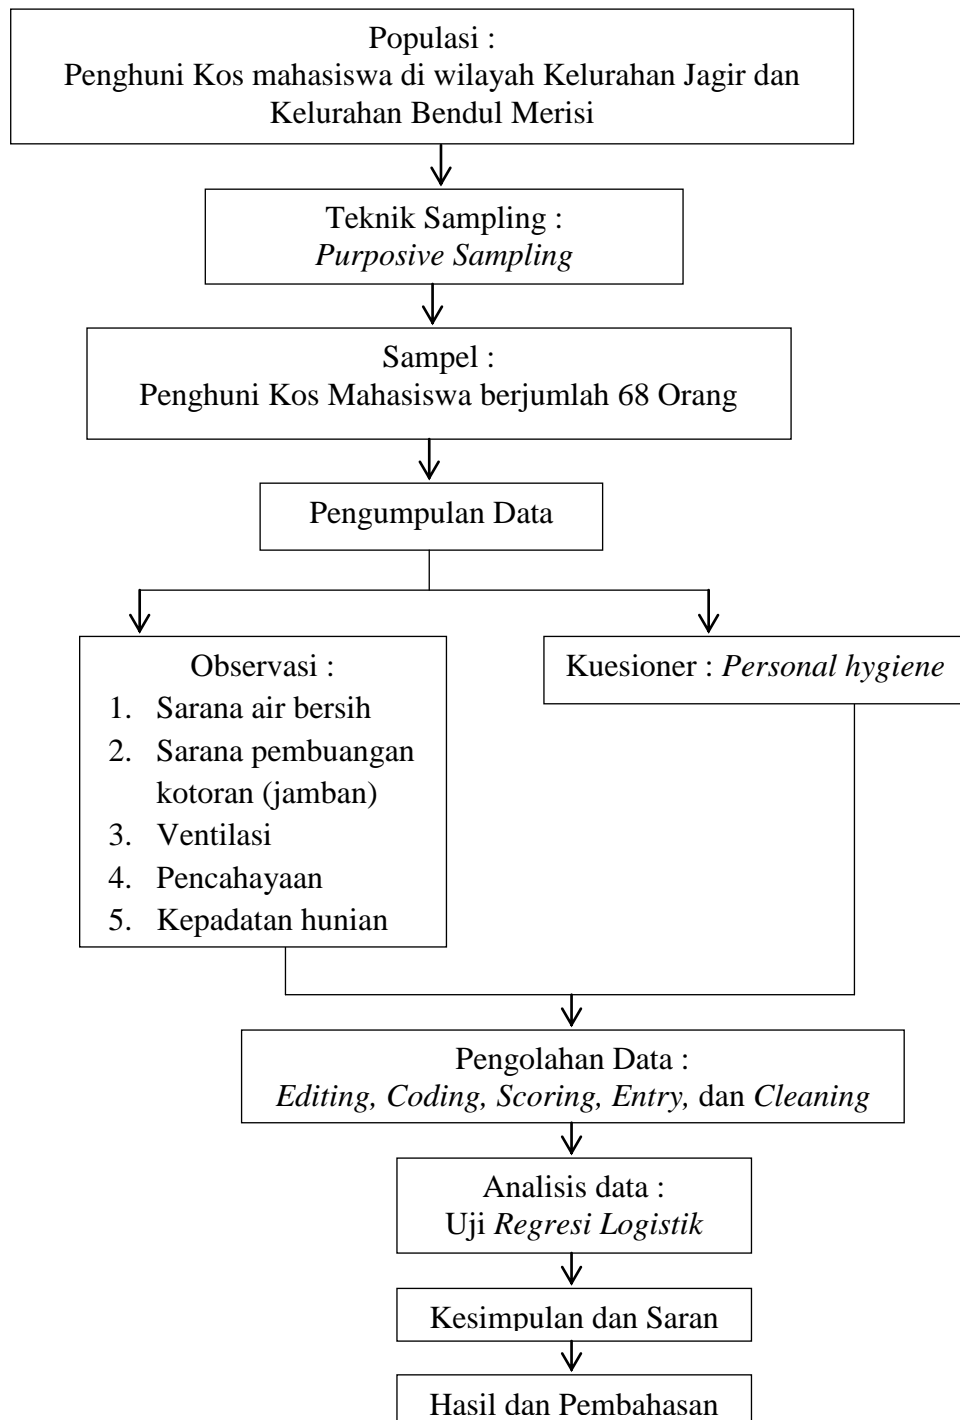 Populasi :
Penghuni Kos mahasiswa di wilayah Kelurahan Jagir dan
Kelurahan Bendul Merisi
Teknik Sampling :
Purposive Sampling
Sampel :
Penghuni Kos Mahasiswa berjumlah 68 Orang
Pengumpulan Data
Observasi :
1. Sarana air bersih
2. Sarana pembuangan
kotoran (jamban)
3. Ventilasi
4. Pencahayaan
5. Kepadatan hunian
Kuesioner : Personal hygiene
Pengolahan Data :
Editing, Coding, Scoring, Entry, dan Cleaning
Analisis data :
Uji Regresi Logistik
Kesimpulan dan Saran
Hasil dan Pembahasan